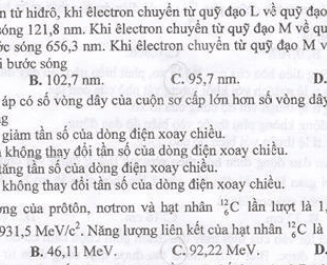 n tử hiđrô, khi êlectron chuyển từ quỹ đạo L về quỹ đạo
sóng 121,8 nm. Khi êlectron chuyển từ quỹ đạo M về qu
ớc sóng 656,3 nm. Khi êlectron chuyển từ quỹ đạo M v
i bước sóng
B. 102,7 nm. C. 95,7 nm. D.
áp có số vòng dây của cuộn sơ cấp lớn hơn số vòng dây
g
giảm tần số của dòng điện xoay chiều.
không thay đổi tần số của dòng điện xoay chiều.
tăng tần số của dòng điện xoay chiều.
không thay đổi tần số của dòng điện xoay chiều.
ng của prôtôn, nơtron và hạt nhân ¹²₆C lần lượt là 1,
931,5 MeV/c². Năng lượng liên kết của hạt nhân ¹²₆C là
B. 46,11 MeV. C. 92,22 MeV. D.